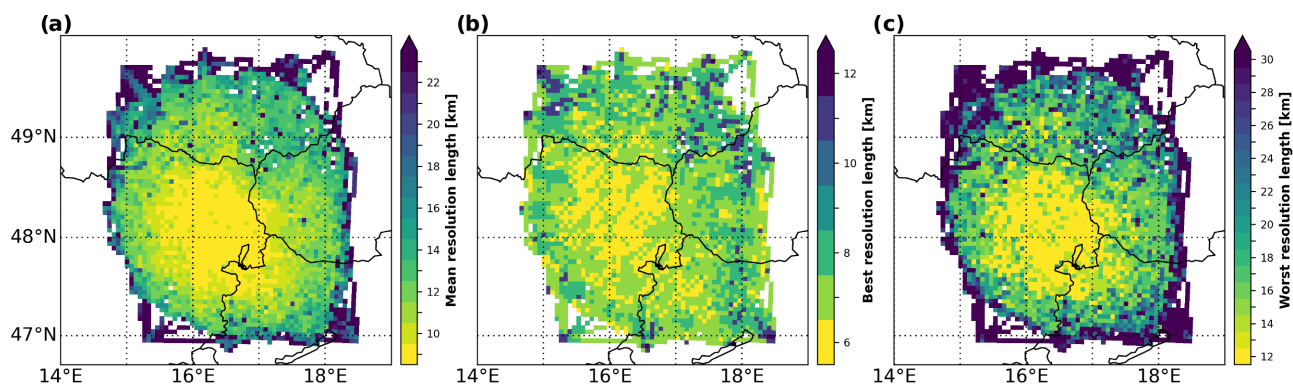 (a)
(b)
(c)
49°N
48°N
47°N
14°E
16°E
18°E
22
20
18
16
14
12
10
Mean resolution length [km]
14°E
16°E
18°E
12
10
8
6
Best resolution length [km]
14°E
16°E
18°E
30
28
26
24
22
20
18
16
14
12
Worst resolution length [km]